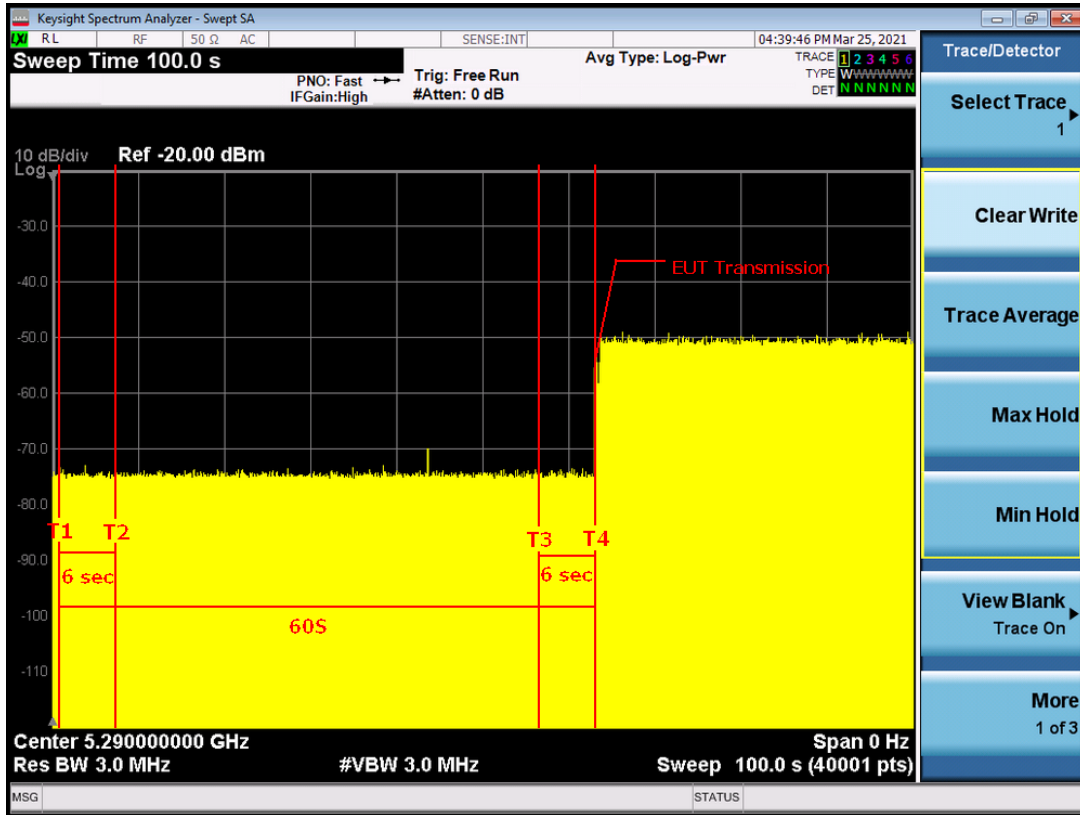 Keysight Spectrum Analyzer - Swept SA
LXI RL RF 50 Ω AC SENSE:INT 04:39:46 PM Mar 25, 2021
Sweep Time 100.0 s
PNO: Fast
IFGain:High
Trig: Free Run
#Atten: 0 dB
Avg Type: Log-Pwr
TRACE 1 2 3 4 5 6
TYPE WWWWWW
DET N N N N N N
10 dB/div
Log
Ref -20.00 dBm
-30.0
-40.0
-50.0
-60.0
-70.0
-80.0
-90.0
-100
-110
EUT Transmission
T1 T2 T3 T4
6 sec 6 sec
60S
Center 5.290000000 GHz Span 0 Hz
Res BW 3.0 MHz #VBW 3.0 MHz Sweep 100.0 s (40001 pts)
MSG STATUS
Trace/Detector
Select Trace
1
Clear Write
Trace Average
Max Hold
Min Hold
View Blank
Trace On
More
1 of 3